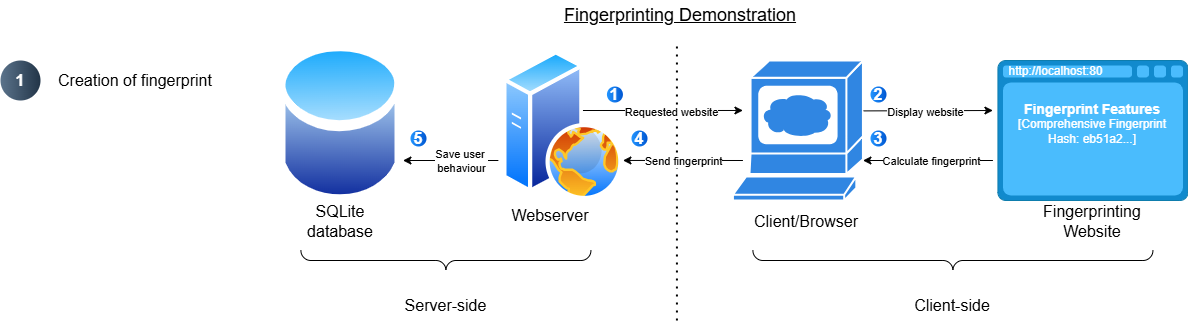 Fingerprinting Demonstration
1
Creation of fingerprint
http://localhost:80
1
Requested website
2
Display website
Fingerprint Features
[Comprehensive Fingerprint
Hash: eb51a2...]
5
Save user
behaviour
4
Send fingerprint
3
Calculate fingerprint
SQLite
database
Webserver
Client/Browser
Fingerprinting
Website
Server-side
Client-side